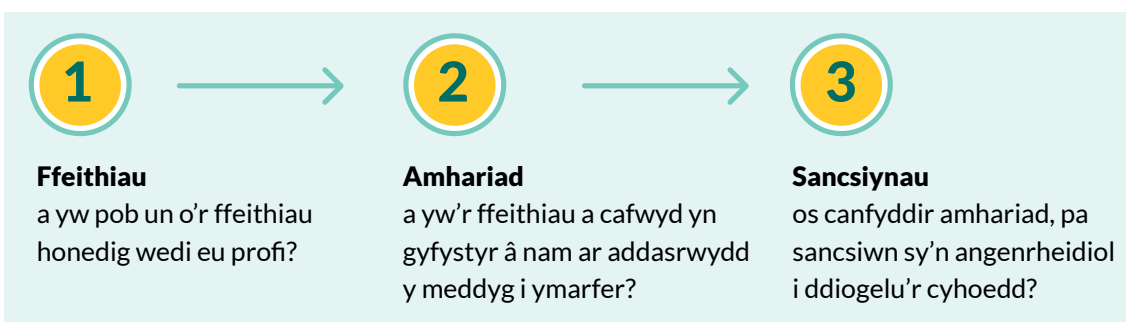 1
2
3
Ffeithiau
a yw pob un o’r ffeithiau
honedig wedi eu profi?
Amhariad
a yw’r ffeithiau a cafwyd yn
gyfystyr â nam ar addasrwydd
y meddyg i ymarfer?
Sancsiynau
os canfyddir amhariad, pa
sancsiwn sy’n angenrheidiol
i ddiogelu’r cyhoedd?